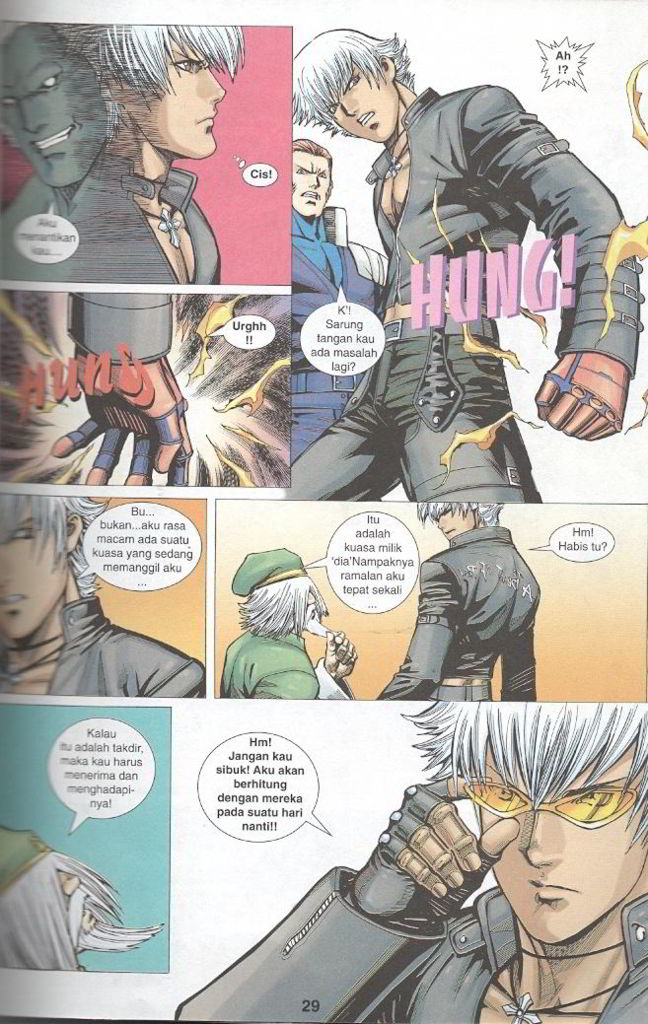 Aku
menantikan
kau....
Cis!
Ah
!?
K'!
Sarung
tangan kau
ada masalah
lagi?
HUNG!
Urghh
!!
HUNG
Bu...
bukan...aku rasa
macam ada suatu
kuasa yang sedang
memanggil aku
...
Itu
adalah
kuasa milik
'dia'Nampaknya
ramalan aku
tepat sekali
...
Hm!
Habis tu?
Kalau
itu adalah takdir,
maka kau harus
menerima dan
menghadapi-
nya!
Hm!
Jangan kau
sibuk! Aku akan
berhitung
dengan mereka
pada suatu hari
nanti!!
29